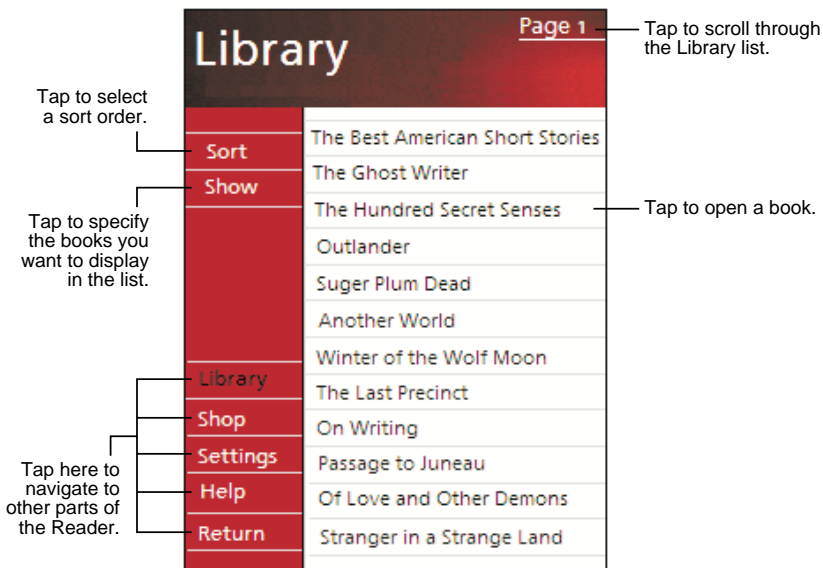 Library
Page 1
Tap to scroll through
the Library list.
Tap to select
a sort order.
Sort
Show
Tap to specify
the books you
want to display
in the list.
The Best American Short Stories
The Ghost Writer
The Hundred Secret Senses
Tap to open a book.
Outlander
Suger Plum Dead
Another World
Winter of the Wolf Moon
The Last Precinct
On Writing
Passage to Juneau
Of Love and Other Demons
Stranger in a Strange Land
Library
Shop
Settings
Help
Return
Tap here to
navigate to
other parts of
the Reader.